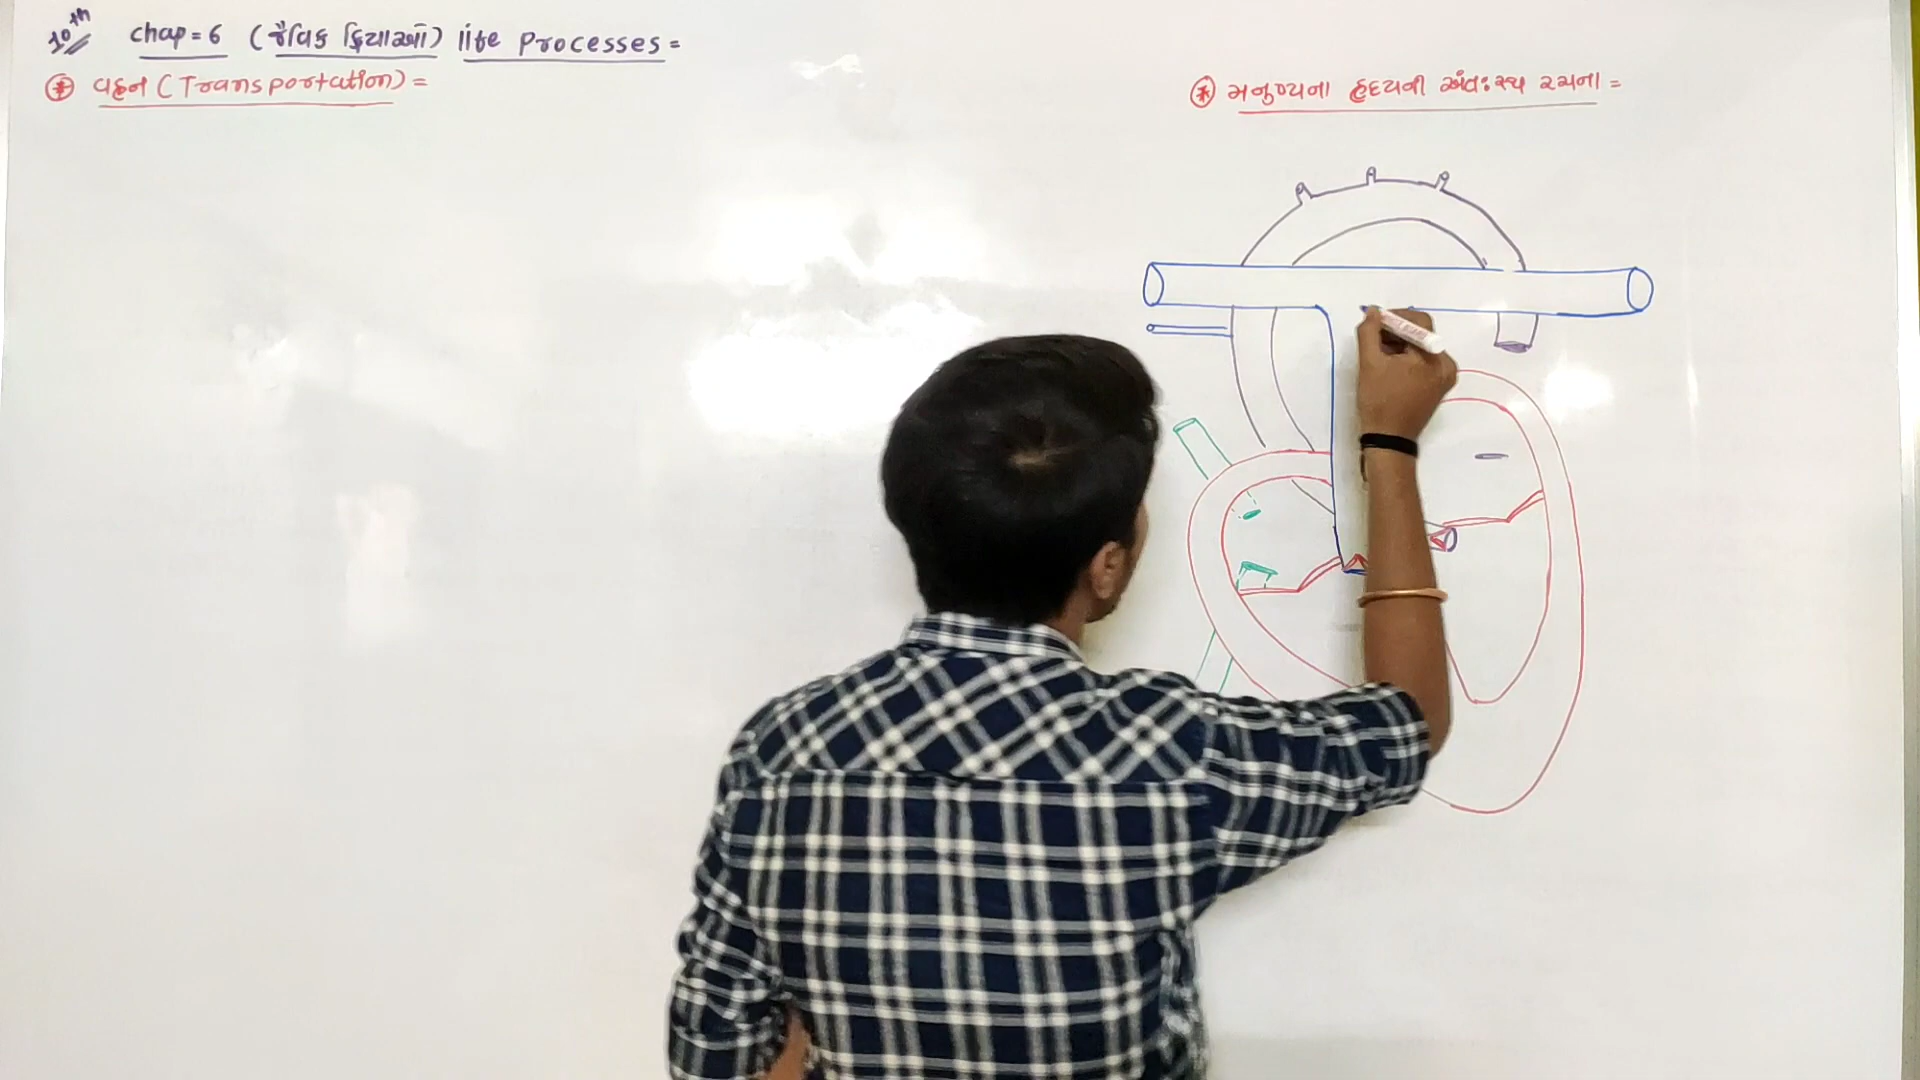 10th chap = 6 (જૈવિક ક્રિયાઓ) life Processes =
* વહન (Transportation) =
* મનુષ્યના હૃદયની અંતઃસ્થ રચના =